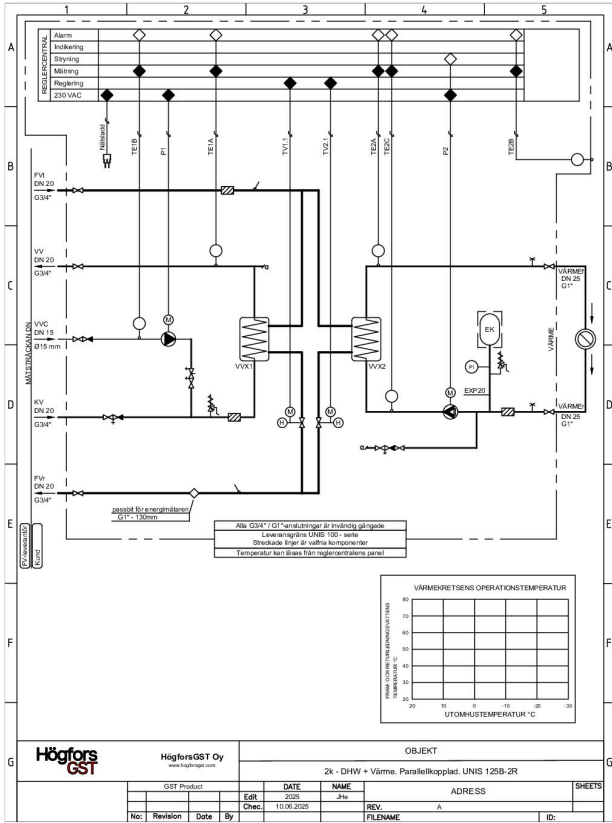 1 2 3 4 5
A
B
C
D
E
F
G
A
B
C
D
E
F
G
REGLERCENTRAL
Alarm
Indikering
Styrning
Mätning
Reglering
230 VAC
Nätsladd
TE1B
P1
TE1A
TV1.1
TV2.1
TE2A
TE2C
P2
TE2B
FVt
DN 20
G3/4"
VV
DN 20
G3/4"
VVC
DN 15
Ø15 mm
KV
DN 20
G3/4"
FVr
DN 20
G3/4"
MÄTSTRÄCKAN DN
FV-leverantör
Kund
M
VVX1
VVX2
M
H
M
H
M
EK
PI
EXP20
VÄRME
DN 25
G1"
VÄRME
DN 25
G1"
VÄRME
passbit för energimätaren
G1" - 130mm
Alla G3/4" / G1"-anslutningar är invändig gängade
Leveransgräns UNIS 100 - serie
Streckade linjer är valfria komponenter
Temperatur kan läsas från reglercentralens panel
VÄRMEKRETSENS OPERATIONSTEMPERATUR
FRAM- OCH RETURLEDNINGSVATTENS
TEMPERATUR °C
80
70
60
50
40
30
20
20 10 0 -10 -20 -30
UTOMHUSTEMPERATUR °C
Högfors
GST
HögforsGST Oy
www.hogforsgst.com
OBJEKT
2k - DHW + Värme. Parallellkopplad. UNIS 125B-2R
GST Product
DATE NAME
ADRESS
SHEETS
Edit 2025 JHe
Chec. 10.06.2025
REV. A
No: Revision Date By
FILENAME
ID: